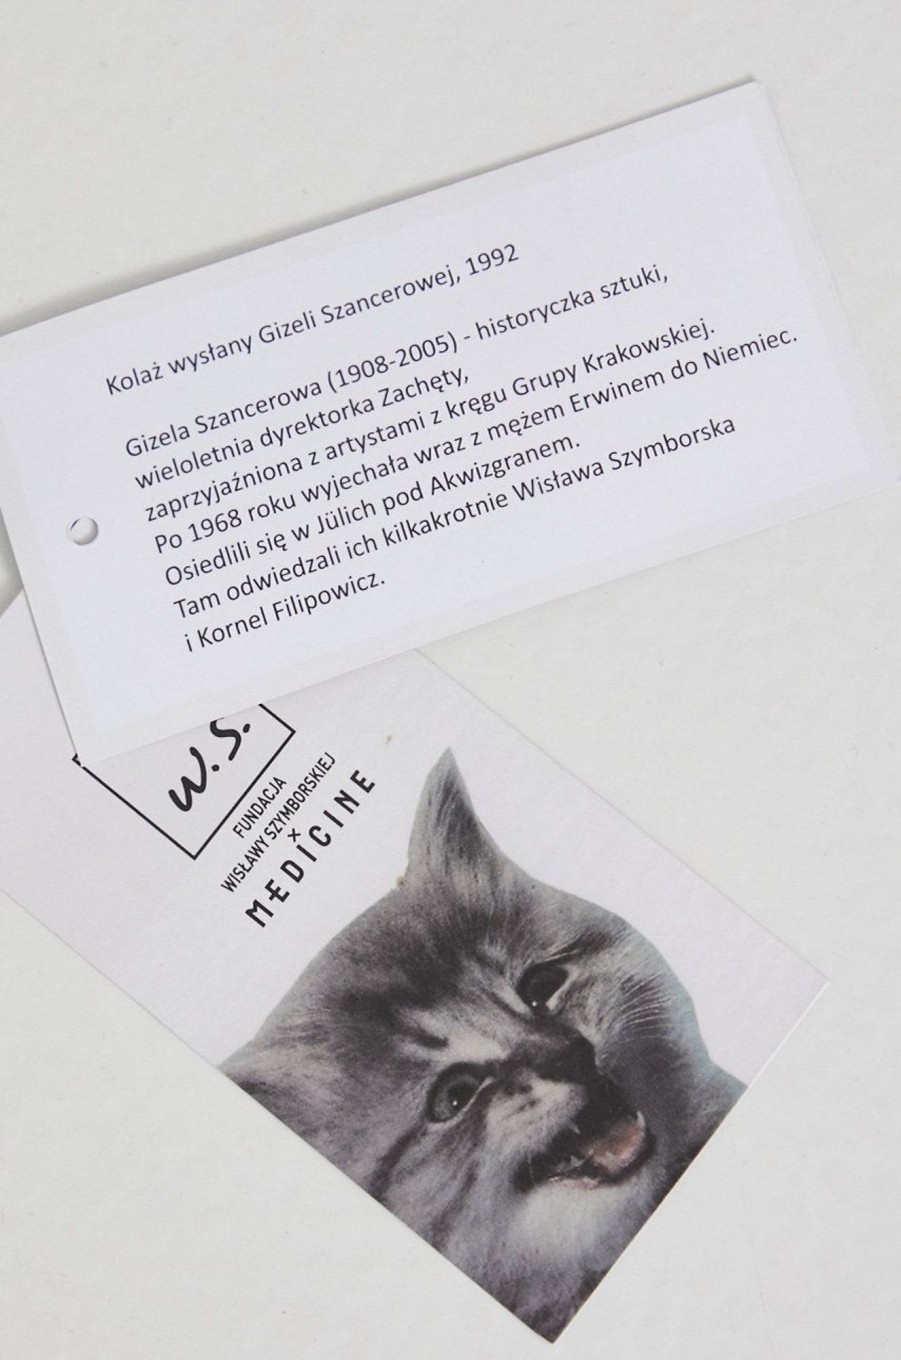 Kolaż wysłany Gizeli Szancerowej, 1992
Gizela Szancerowa (1908-2005) - historyczka sztuki,
wieloletnia dyrektorka Zachęty,
zaprzyjaźniona z artystami z kręgu Grupy Krakowskiej.
Po 1968 roku wyjechała wraz z mężem Erwinem do Niemiec.
Osiedlili się w Jülich pod Akwizgranem.
Tam odwiedzali ich kilkakrotnie Wisława Szymborska
i Kornel Filipowicz.
W.S.
FUNDACJA
WISŁAWY SZYMBORSKIEJ
×
MEDICINE